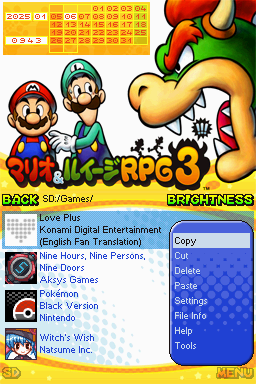 01 02 03 04
2025 01 05 06 07 08 09 10 11
12 13 14 15 16 17 18
19 20 21 22 23 24 25
0943 26 27 28 29 30 31
マリオ&ルイージRPG3
™
BACK SD:/Games/ BRIGHTNESS
Love Plus
Konami Digital Entertainment
(English Fan Translation)
Nine Hours, Nine Persons,
Nine Doors
Aksys Games
Pokémon
Black Version
Nintendo
Witch's Wish
Natsume Inc.
Copy
Cut
Delete
Paste
Settings
File Info
Help
Tools
SD MENU